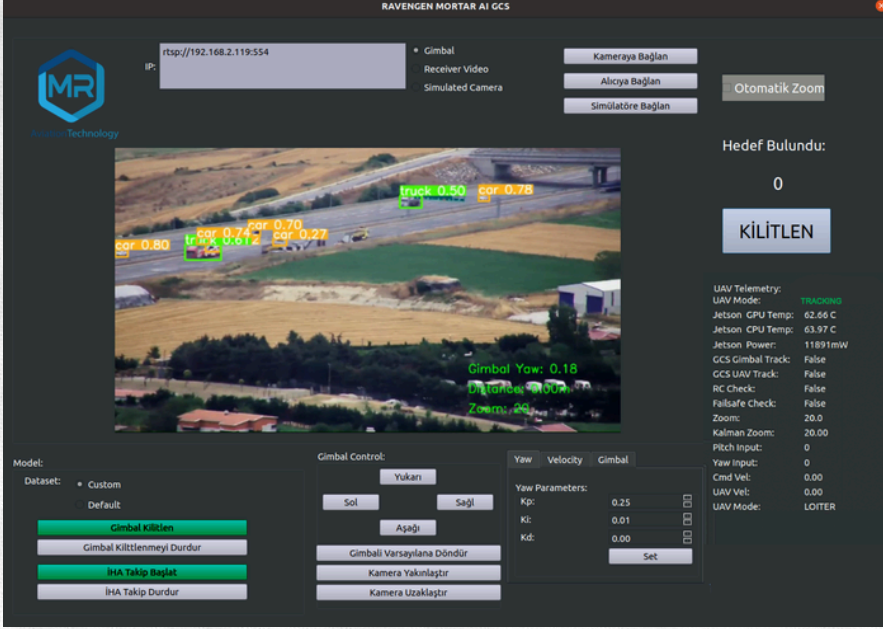 RAVENGEN MORTAR AI GCS
MR
Technology
IP:
rtsp://192.168.2.119:554
Gimbal
Receiver Video
Simulated Camera
Kameraya Bağlan
Alıcıya Bağlan
Simülatöre Bağlan
Otomatik Zoom
Hedef Bulundu:
0
KİLİTLEN
truck 0.50
car 0.78
car 0.70
car 0.74
car 0.27
car 0.80
truck 0.61
Gimbal Yaw: 0.18
Distance: 0.00m
Zoom: 20
UAV Telemetry:
UAV Mode: TRACKING
Jetson GPU Temp: 62.66 C
Jetson CPU Temp: 63.97 C
Jetson Power: 11891mW
GCS Gimbal Track: False
GCS UAV Track: False
RC Check: False
Failsafe Check: False
Zoom: 20.0
Kalman Zoom: 20.00
Pitch Input: 0
Yaw Input: 0
Cmd Vel: 0.00
UAV Vel: 0.00
UAV Mode: LOITER
Model:
Dataset:
Custom
Default
Gimbal Kilitlen
Gimbal Kilttlenmeyi Durdur
İHA Takip Başlat
İHA Takip Durdur
Gimbal Control:
Yukarı
Sol
Sağl
Aşağı
Gimbali Varsayılana Döndür
Kamera Yakınlaştır
Kamera Uzaklaştır
Yaw
Velocity
Gimbal
Yaw Parameters:
Kp: 0.25
Ki: 0.01
Kd: 0.00
Set